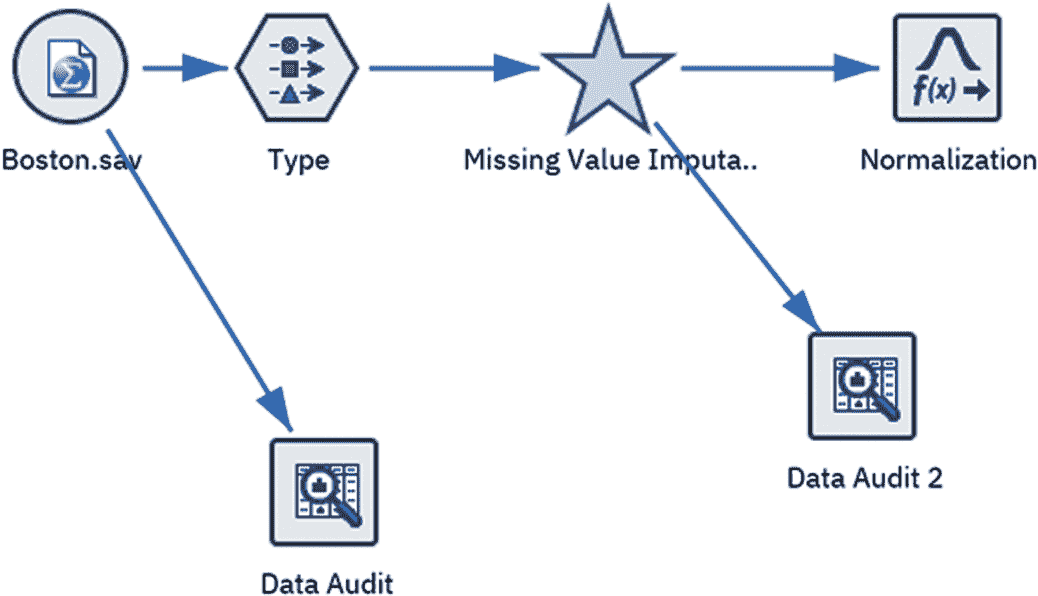 Boston.sav
Type
Missing Value Imputa..
Normalization
f(x)
Data Audit 2
Data Audit